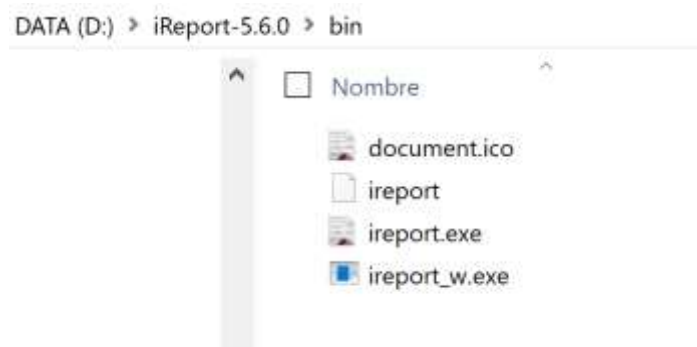 DATA (D:) > iReport-5.6.0 > bin
Nombre
document.ico
ireport
ireport.exe
ireport_w.exe